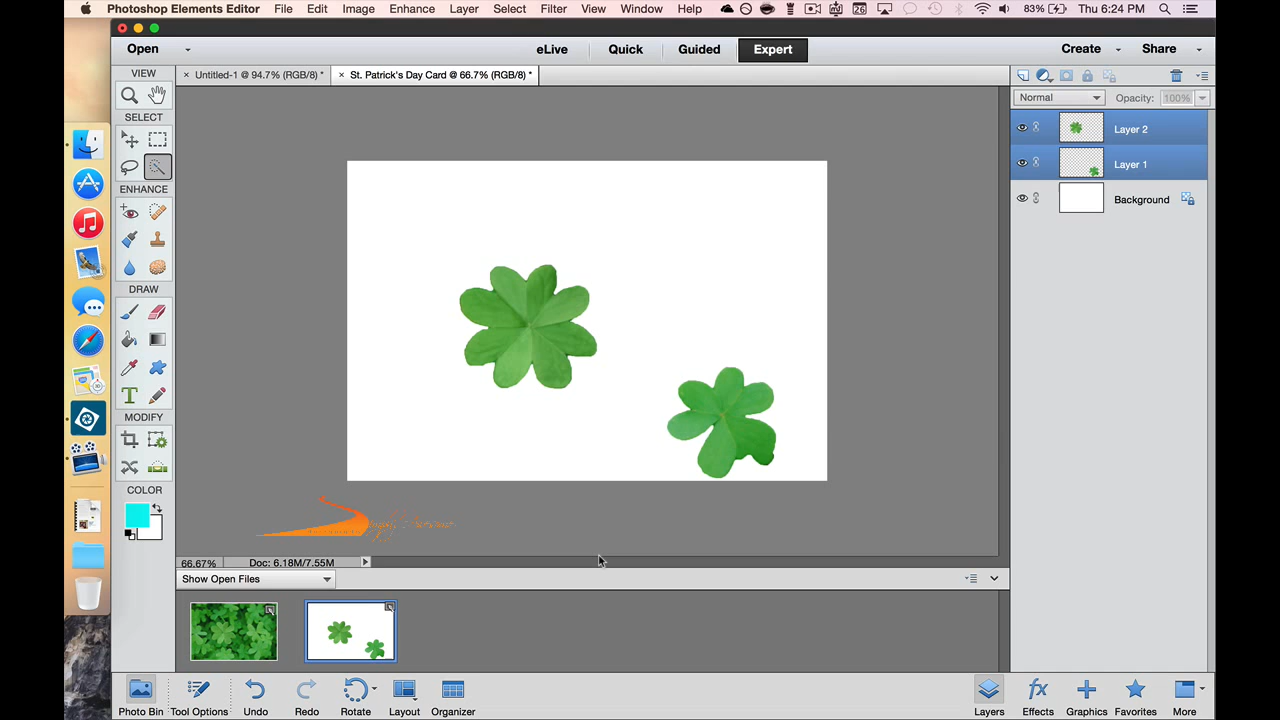 Photoshop Elements Editor File Edit Image Enhance Layer Select Filter View Window Help 26 83% Thu 6:24 PM
Open eLive Quick Guided Expert Create Share
VIEW × Untitled-1 @ 94.7% (RGB/8) * × St. Patrick's Day Card @ 66.7% (RGB/8) *
Normal Opacity: 100%
SELECT
Layer 2
Layer 1
ENHANCE
Background
DRAW
T
MODIFY
COLOR
66.67% Doc: 6.18M/7.55M
Show Open Files
Photo Bin Tool Options Undo Redo Rotate Layout Organizer Layers Effects Graphics Favorites More